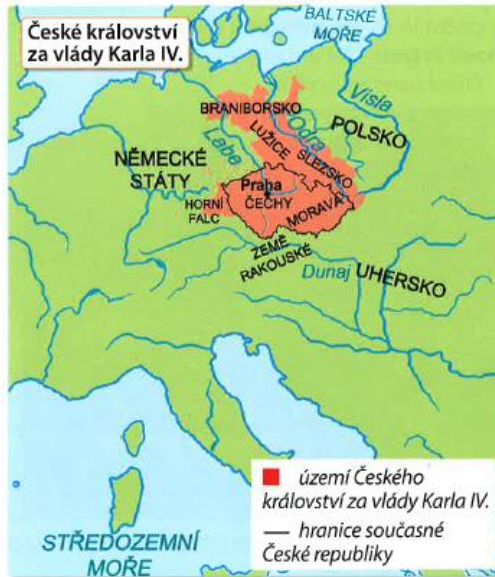 České království
za vlády Karla IV.
BALTSKÉ
MOŘE
BRANIBORSKO
Visla
Odra
POLSKO
Labe
LUŽICE
SLEZSKO
NĚMECKÉ
STÁTY
Praha
ČECHY
MORAVA
HORNÍ
FALC
ZEMĚ
RAKOUSKÉ
Dunaj
UHERSKO
STŘEDOZEMNÍ
MOŘE
území Českého
království za vlády Karla IV.
hranice současné
České republiky